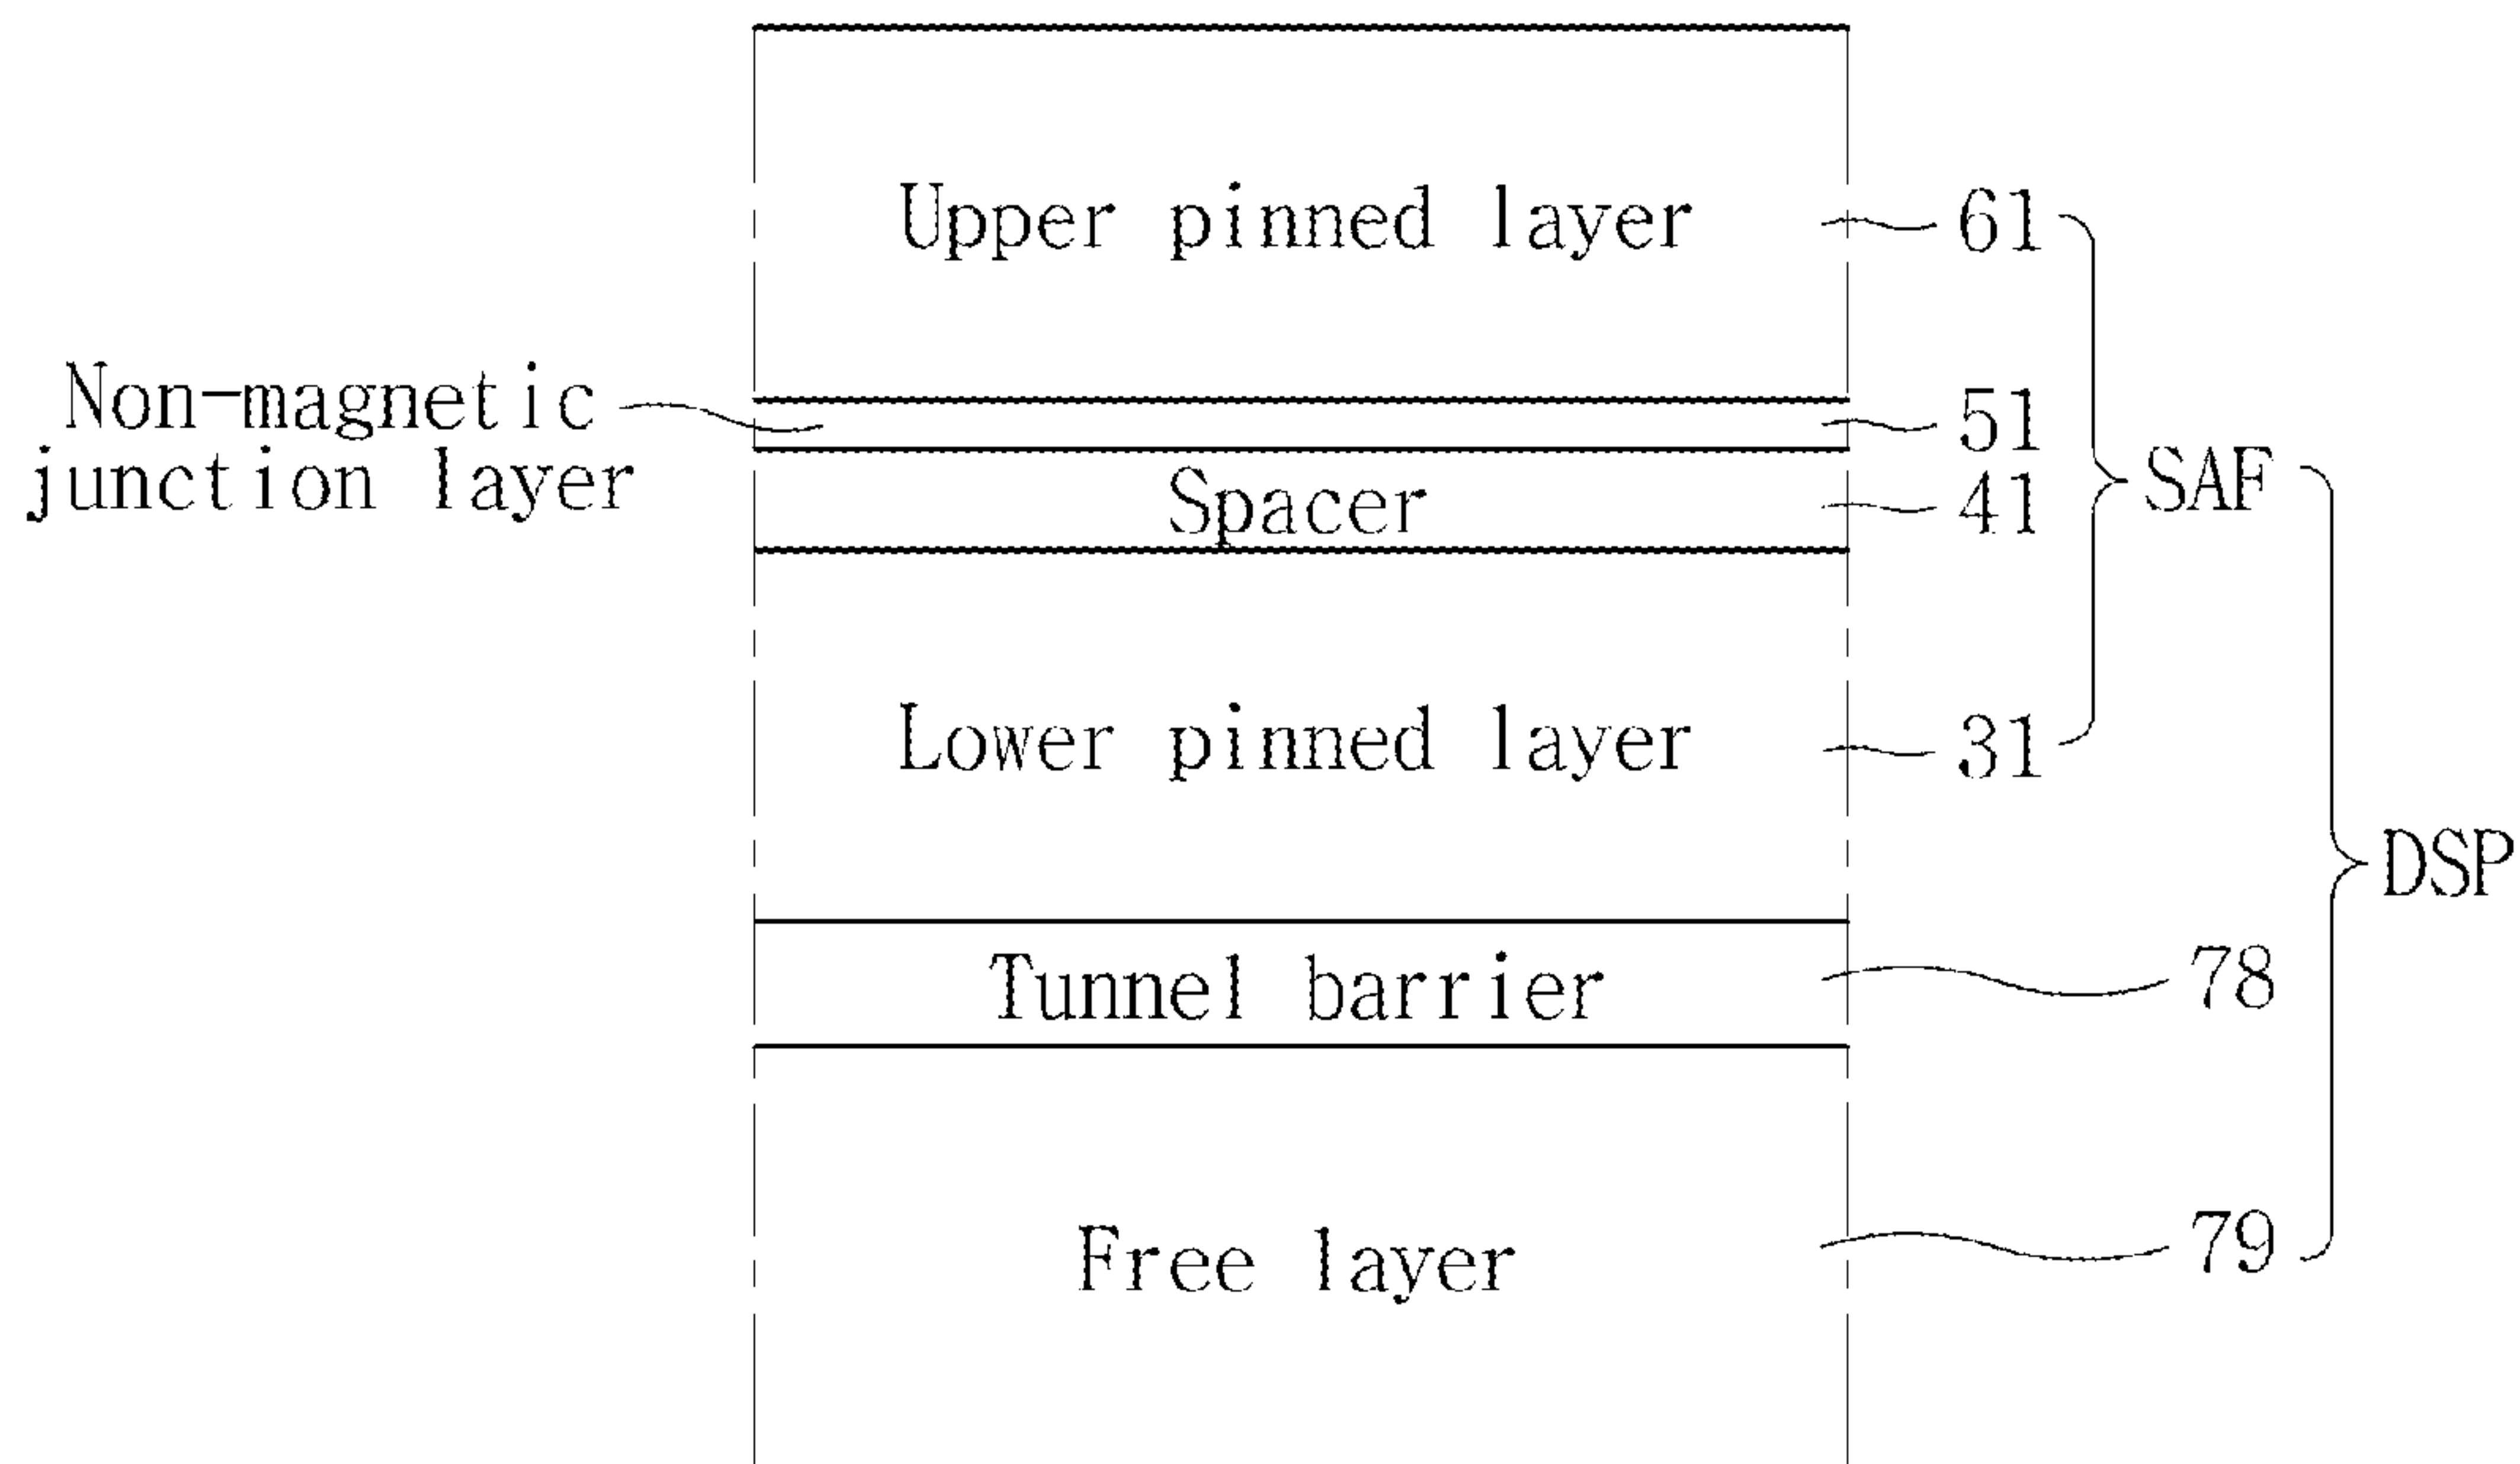 Upper pinned layer
61
Non-magnetic
junction layer
51
Spacer
41
SAF
Lower pinned layer
31
DSP
Tunnel barrier
78
Free layer
79